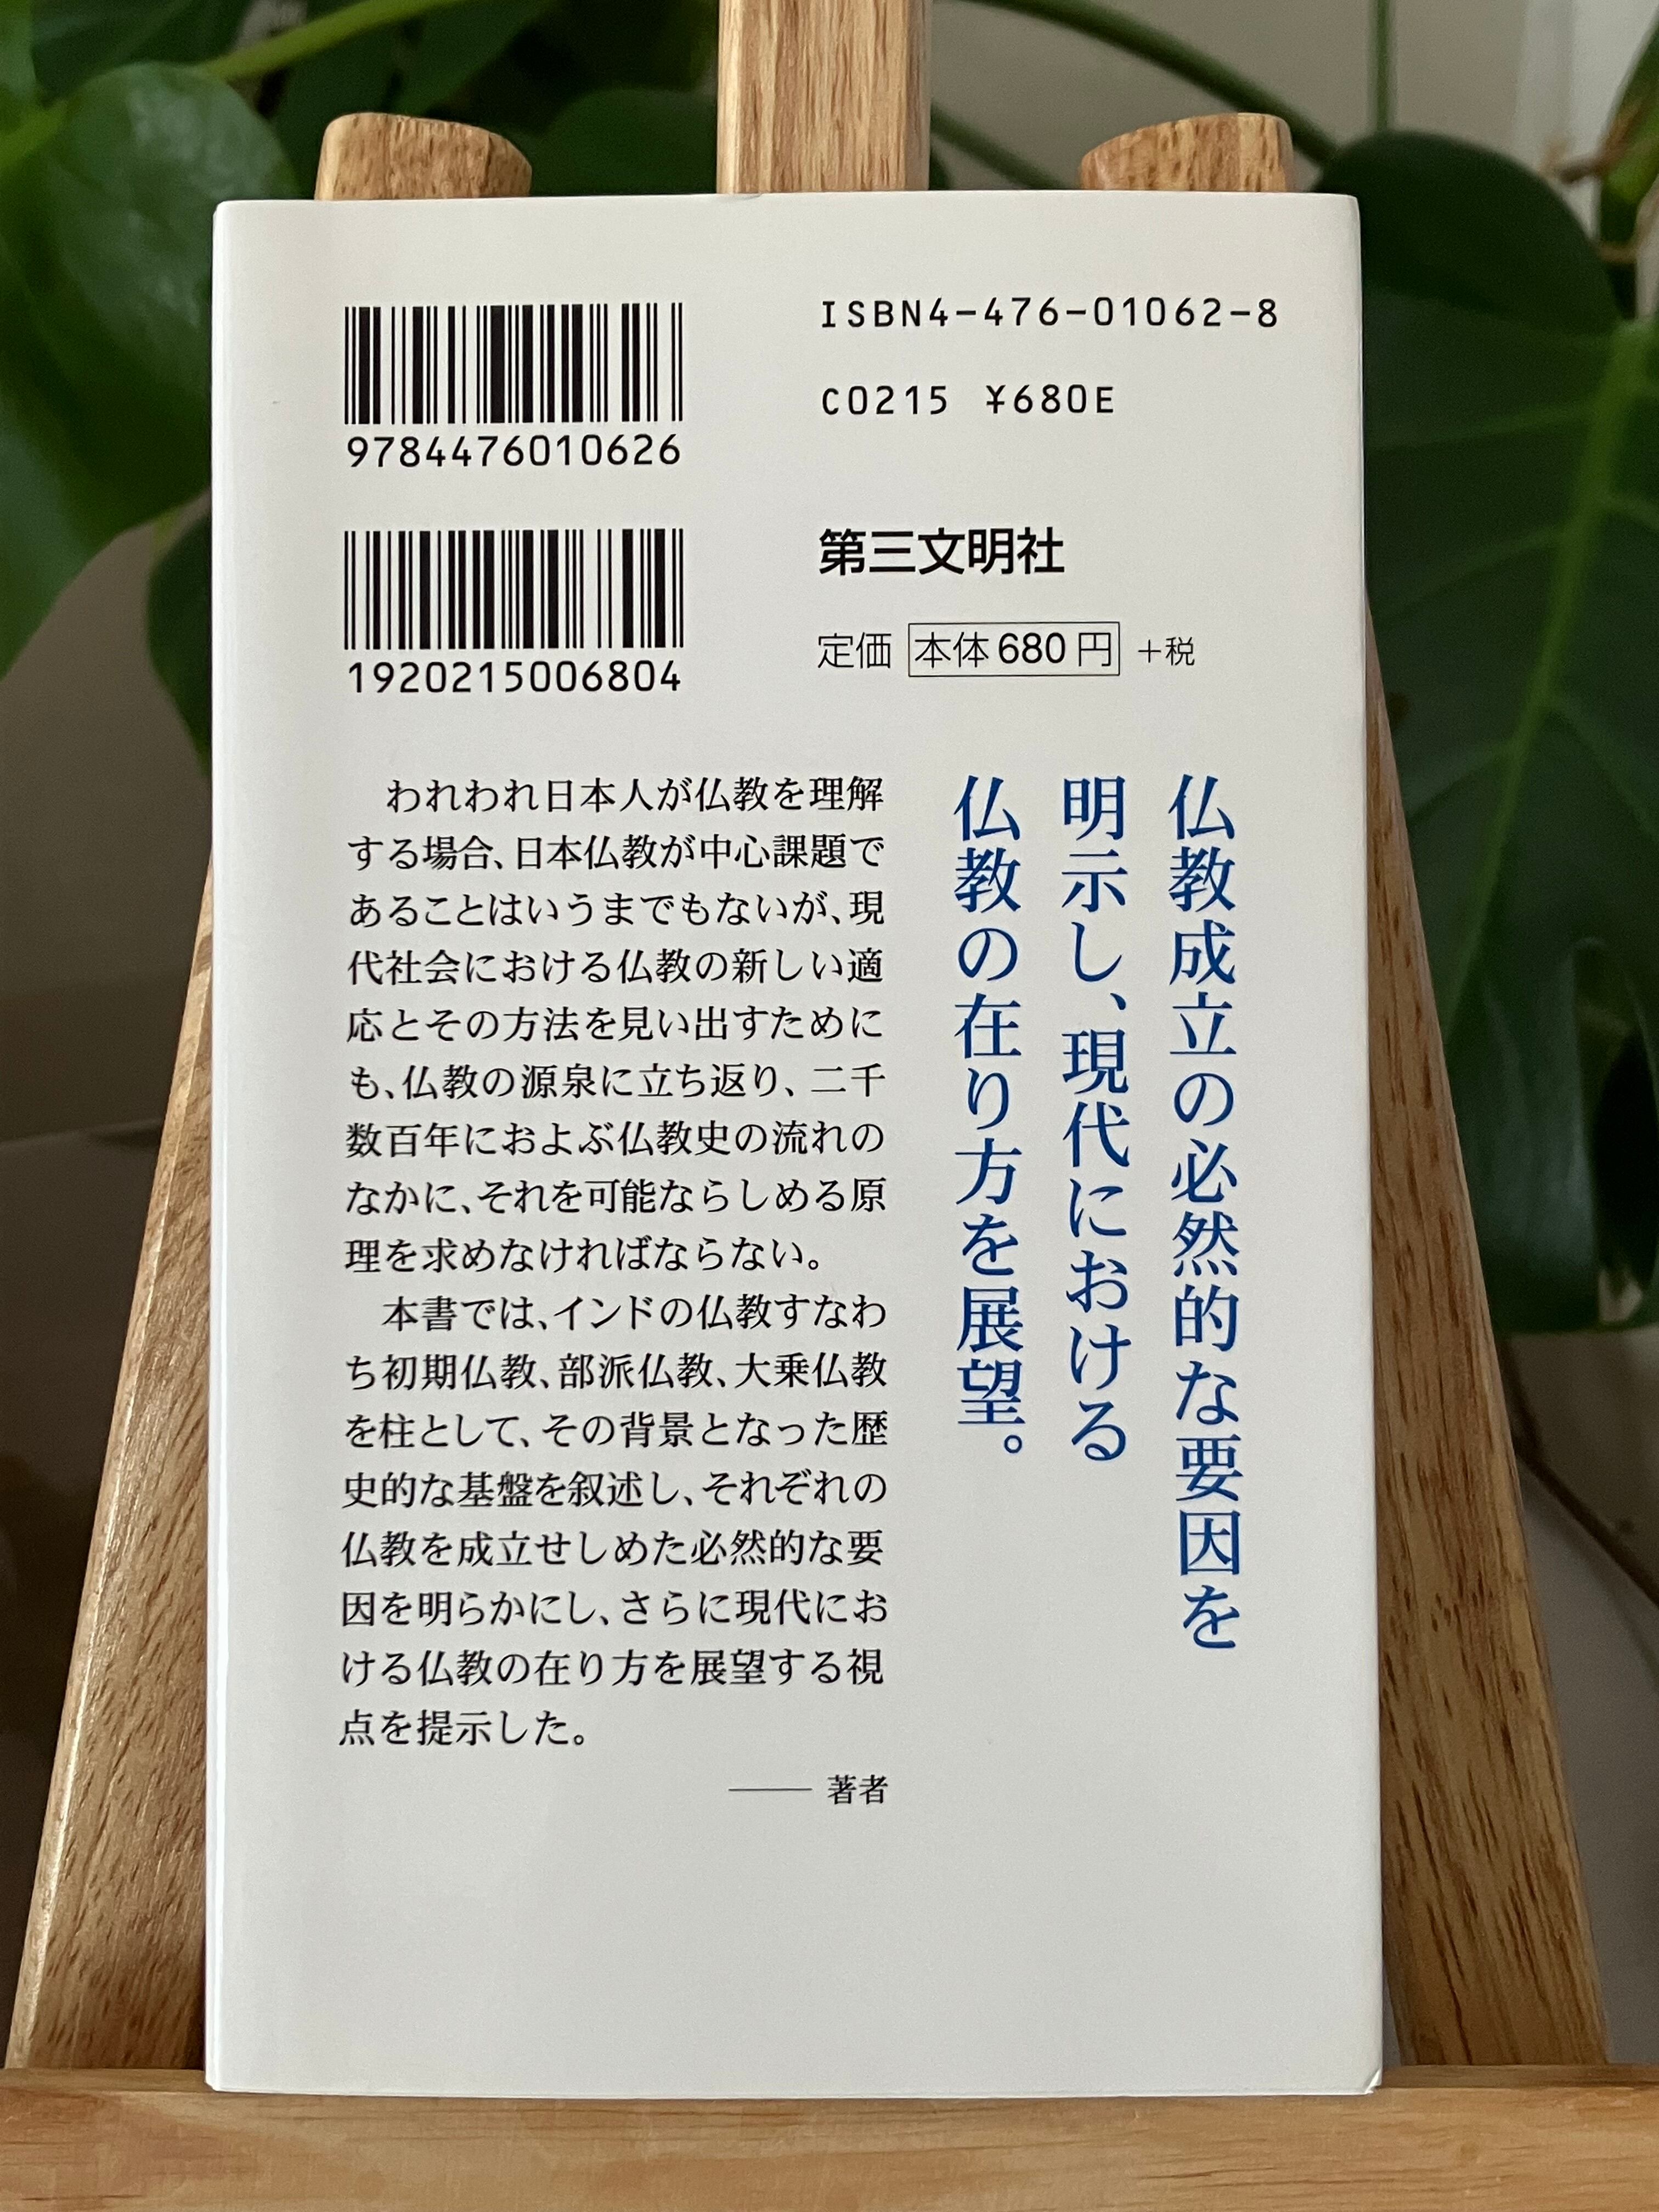 9784476010626
ISBN4-476-01062-8
C0215 ¥680E
1920215006804
第三文明社
定価 本体680円 +税
仏教成立の必然的な要因を
明示し、現代における
仏教の在り方を展望。
われわれ日本人が仏教を理解
する場合、日本仏教が中心課題で
あることはいうまでもないが、現
代社会における仏教の新しい適
応とその方法を見い出すために
も、仏教の源泉に立ち返り、二千
数百年におよぶ仏教史の流れの
なかに、それを可能ならしめる原
理を求めなければならない。
本書では、インドの仏教すなわ
ち初期仏教、部派仏教、大乗仏教
を柱として、その背景となった歴
史的な基盤を叙述し、それぞれの
仏教を成立せしめた必然的な要
因を明らかにし、さらに現代にお
ける仏教の在り方を展望する視
点を提示した。
—— 著者